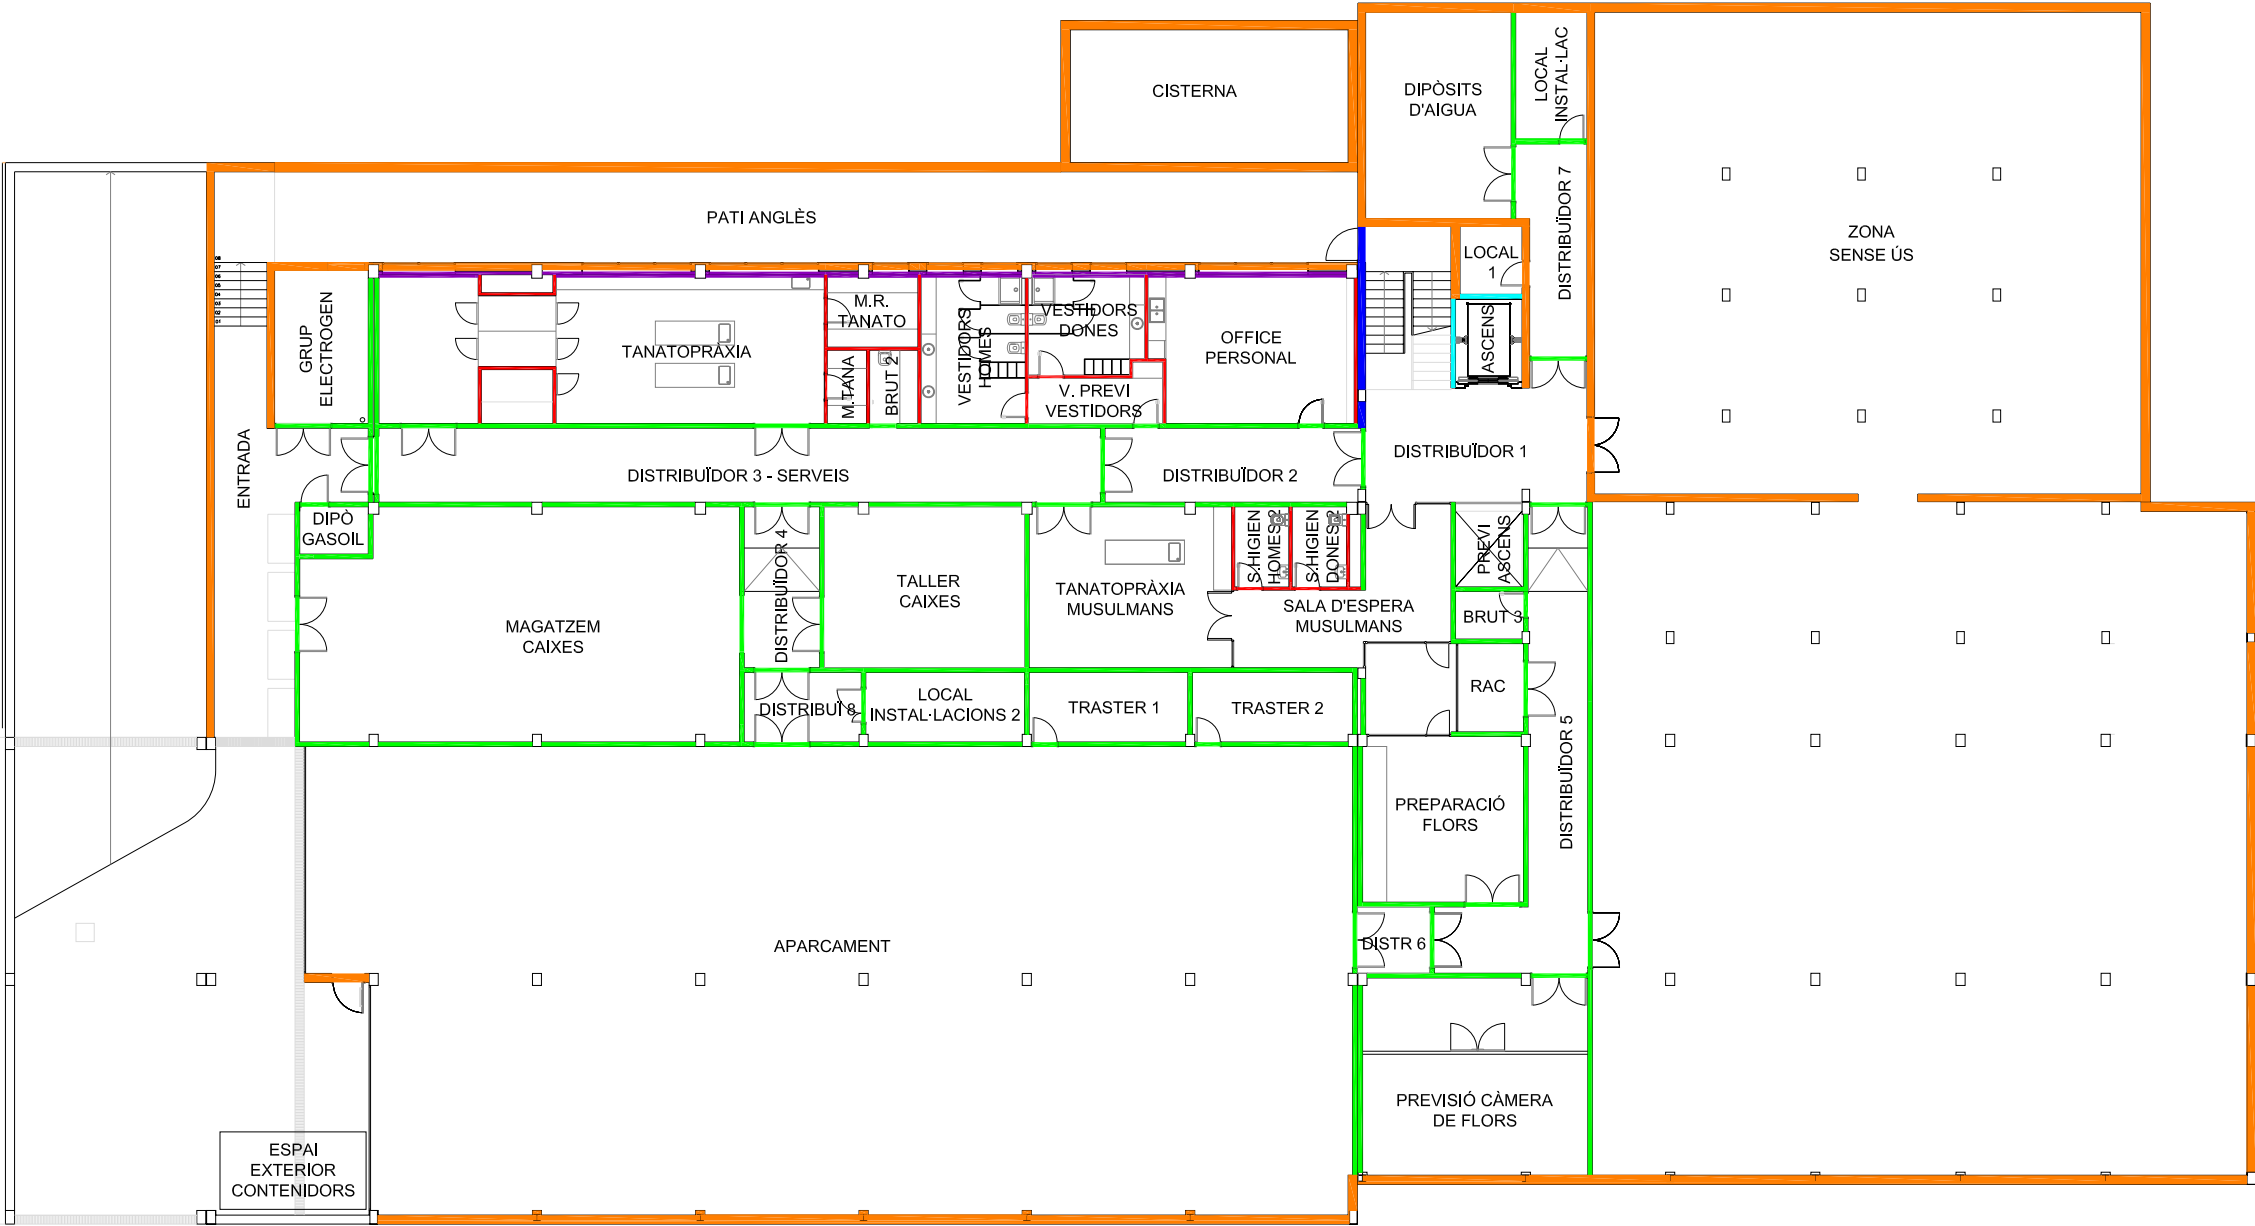 CISTERNA
DIPÒSITS
D'AIGUA
LOCAL
INSTAL·LAC
PATI ANGLÈS
DISTRIBUÏDOR 7
ZONA
SENSE ÚS
LOCAL
1
ASCENS
GRUP
ELECTROGEN
TANATOPRÀXIA
M.R.
TANATO
M.TANA
BRUT 2
VESTIDORS
HOMES
VESTIDORS
DONES
V. PREVI
VESTIDORS
OFFICE
PERSONAL
ENTRADA
DISTRIBUÏDOR 3 - SERVEIS
DISTRIBUÏDOR 2
DISTRIBUÏDOR 1
DIPÒ
GASOIL
MAGATZEM
CAIXES
DISTRIBUÏDOR 4
TALLER
CAIXES
TANATOPRÀXIA
MUSULMANS
S.HIGIEN
HOMES 2
S.HIGIEN
DONES 2
SALA D'ESPERA
MUSULMANS
PREVI
ASCENS
BRUT 3
RAC
DISTRIBUÏ 8
LOCAL
INSTAL·LACIONS 2
TRASTER 1
TRASTER 2
DISTRIBUÏDOR 5
PREPARACIÓ
FLORS
APARCAMENT
DISTR 6
PREVISIÓ CÀMERA
DE FLORS
ESPAI
EXTERIOR
CONTENIDORS